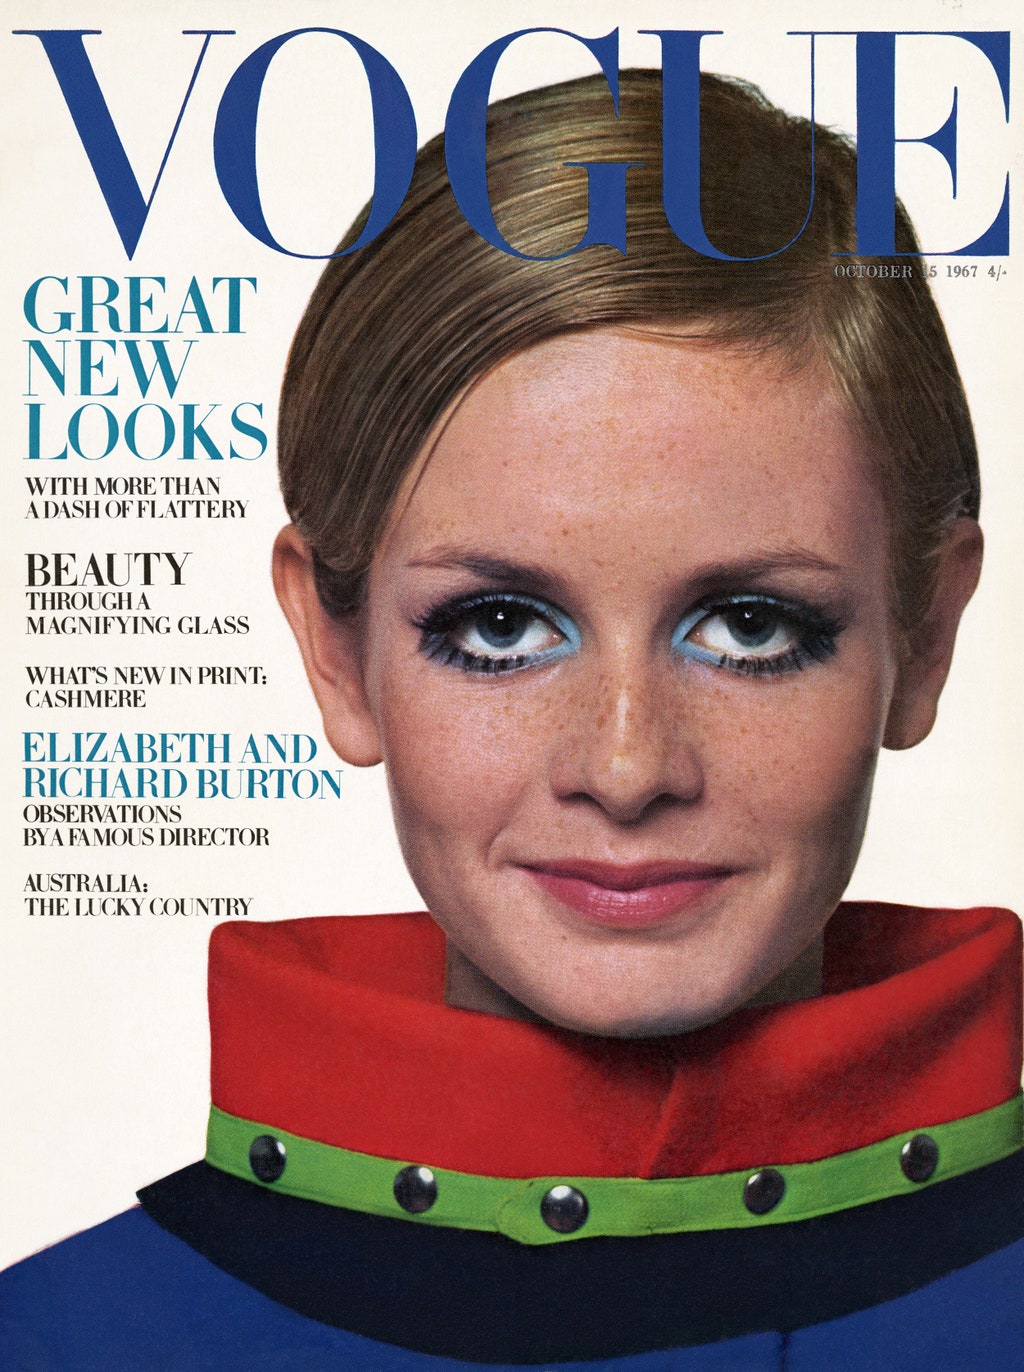 VOGUE
OCTOBER 15 1967 4/-
GREAT
NEW
LOOKS
WITH MORE THAN
A DASH OF FLATTERY
BEAUTY
THROUGH A
MAGNIFYING GLASS
WHAT'S NEW IN PRINT:
CASHMERE
ELIZABETH AND
RICHARD BURTON
OBSERVATIONS
BY A FAMOUS DIRECTOR
AUSTRALIA:
THE LUCKY COUNTRY